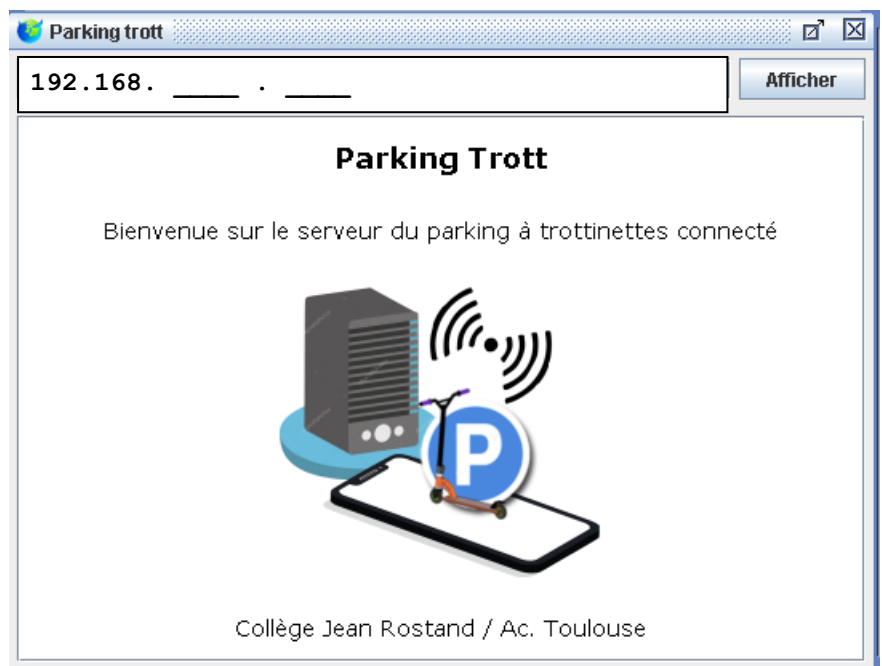 Parking trott
192.168. ____ . ____
Afficher
Parking Trott
Bienvenue sur le serveur du parking à trottinettes connecté
P
Collège Jean Rostand / Ac. Toulouse